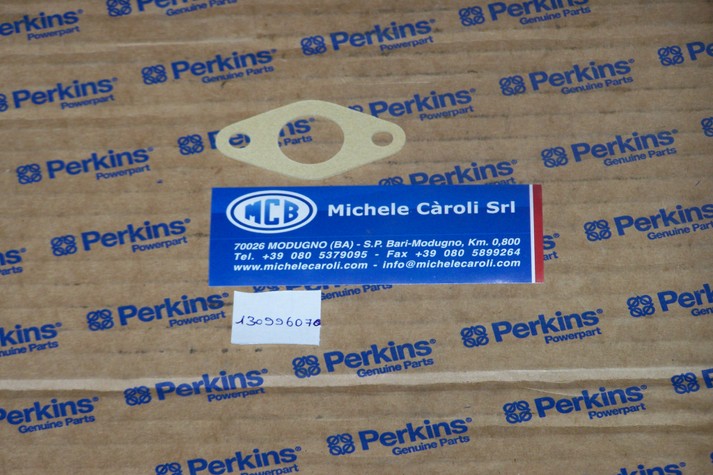 Perkins
Powerpart
Perkins
Genuine Parts
MCB
Michele Càroli Srl
70026 MODUGNO (BA) - S.P. Bari-Modugno, Km. 0,800
Tel. +39 080 5379095 - Fax +39 080 5899264
www.michelecaroli.com - info@michelecaroli.com
130996070